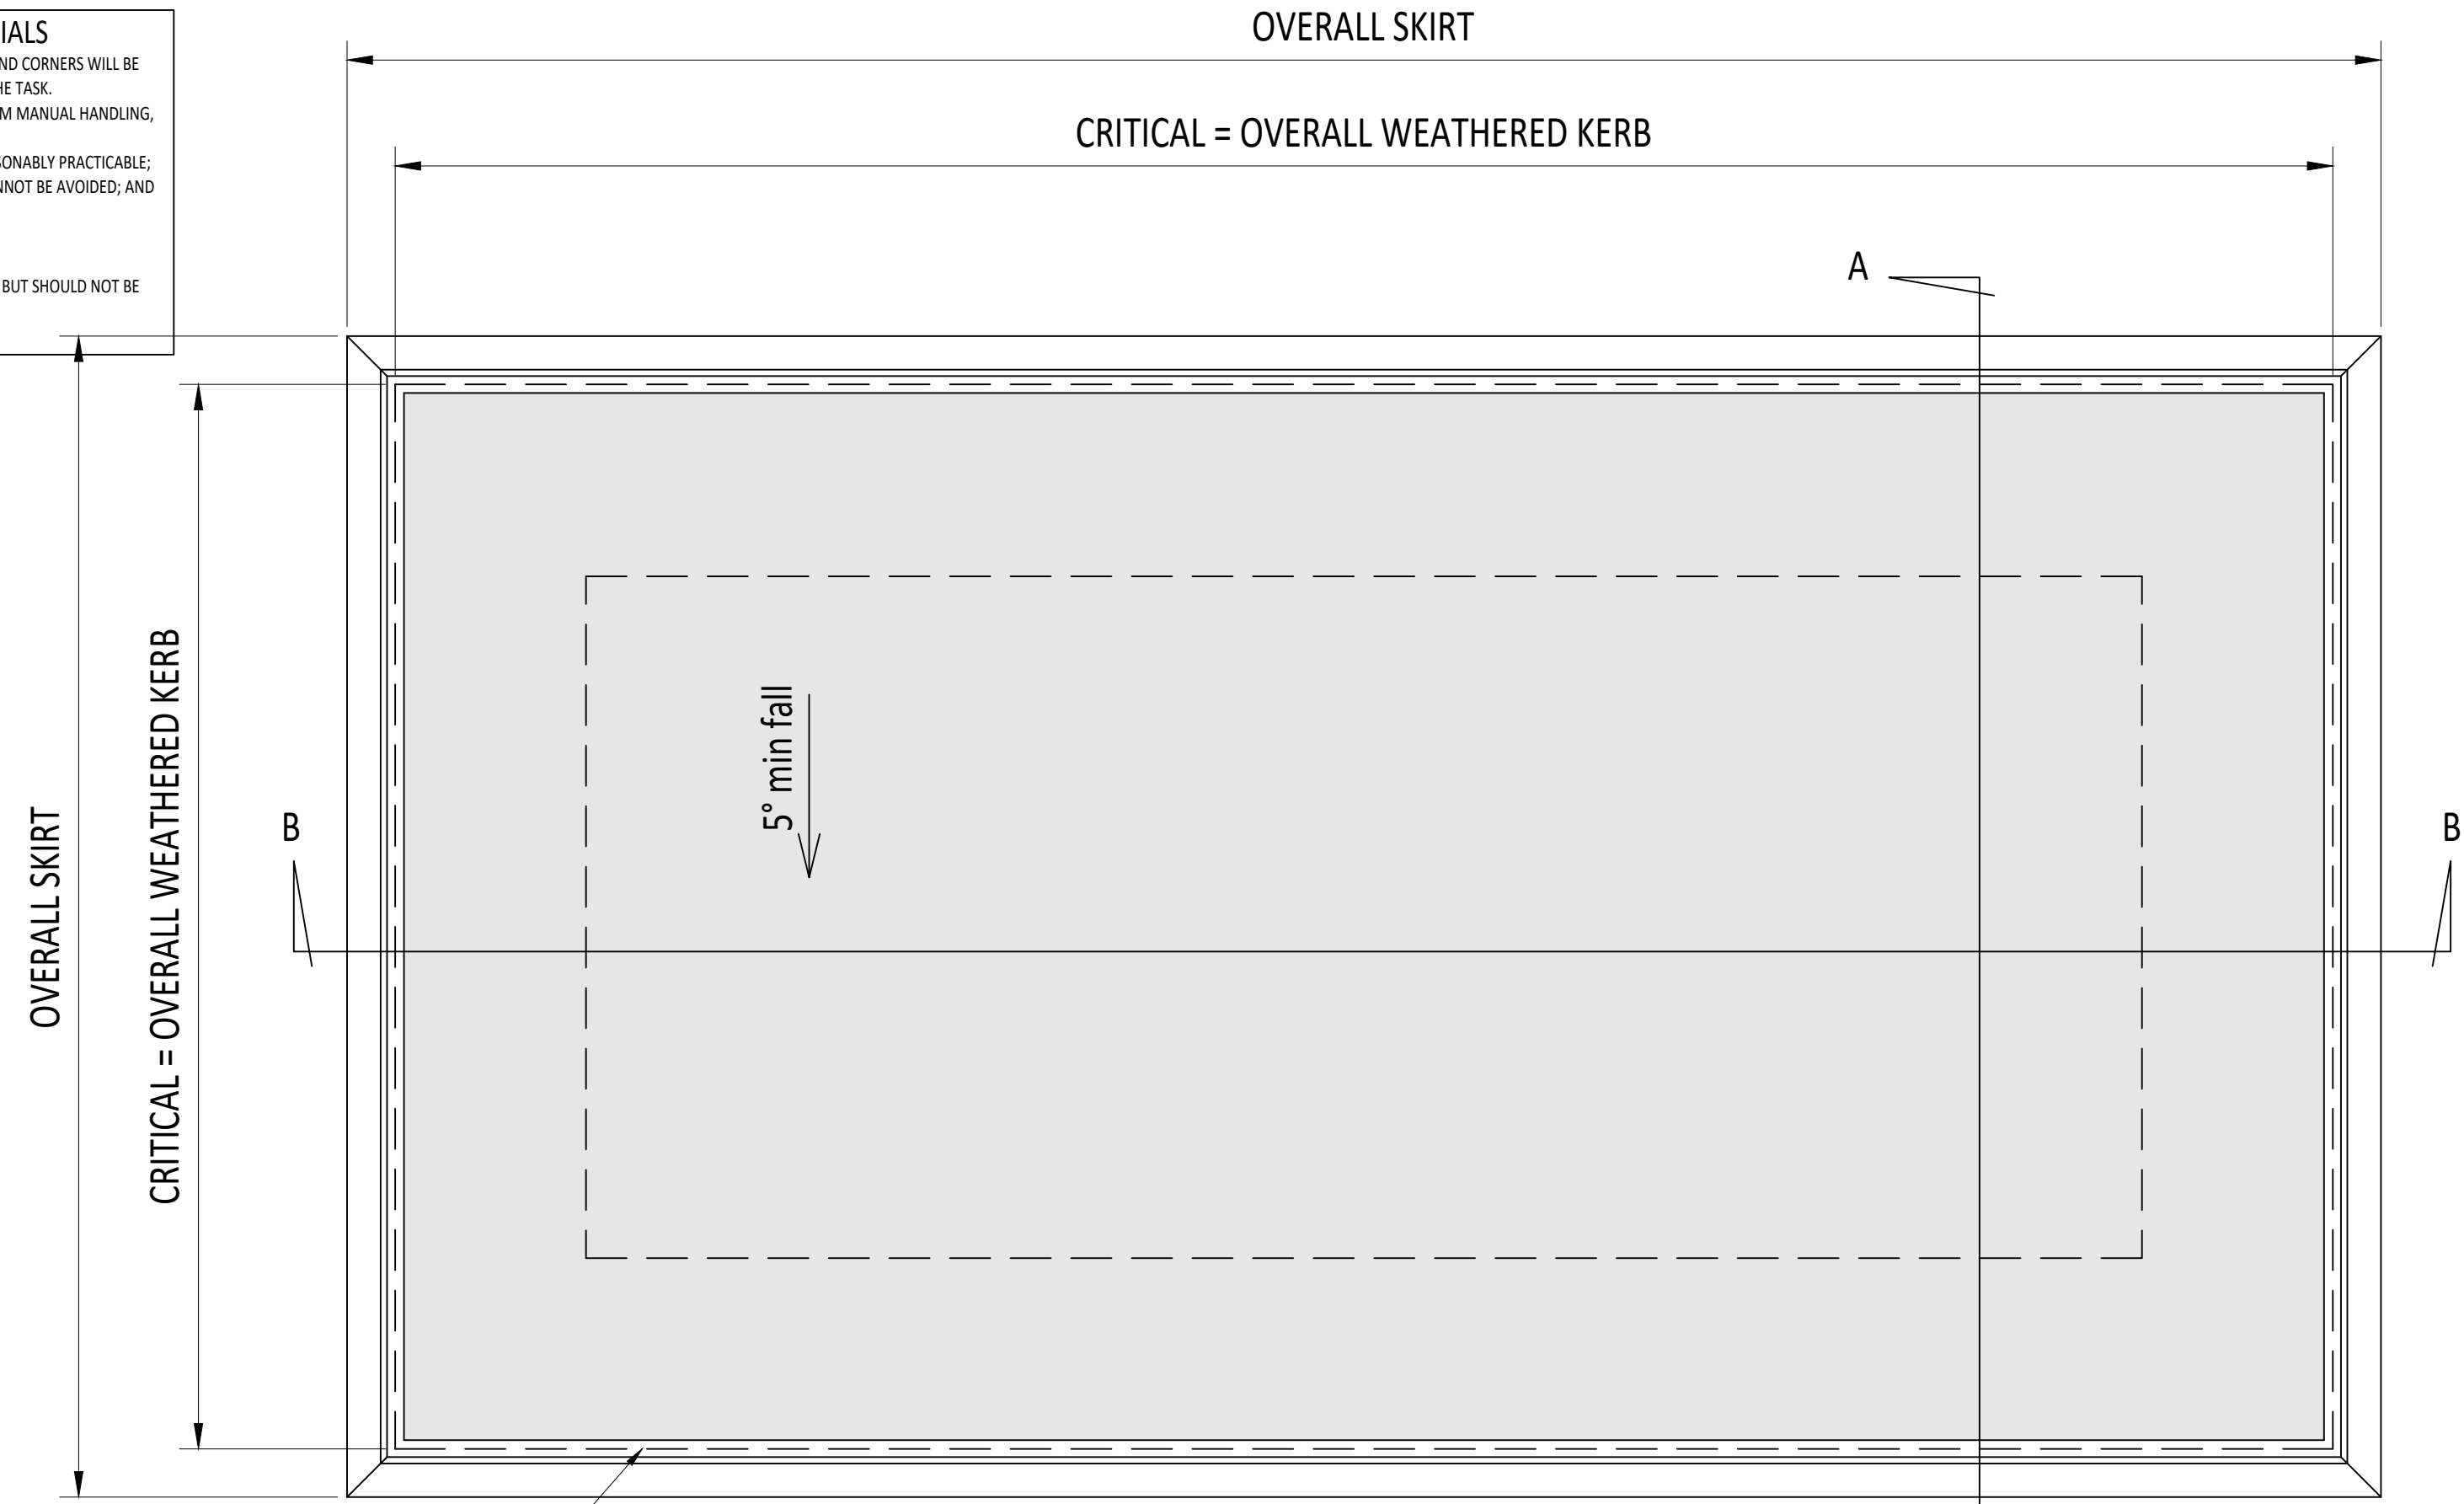 IALS
ND CORNERS WILL BE
HE TASK.
M MANUAL HANDLING,
SONABLY PRACTICABLE;
NNOT BE AVOIDED; AND
BUT SHOULD NOT BE
OVERALL SKIRT
CRITICAL = OVERALL WEATHERED KERB
A
OVERALL SKIRT
CRITICAL = OVERALL WEATHERED KERB
5° min fall
B
B